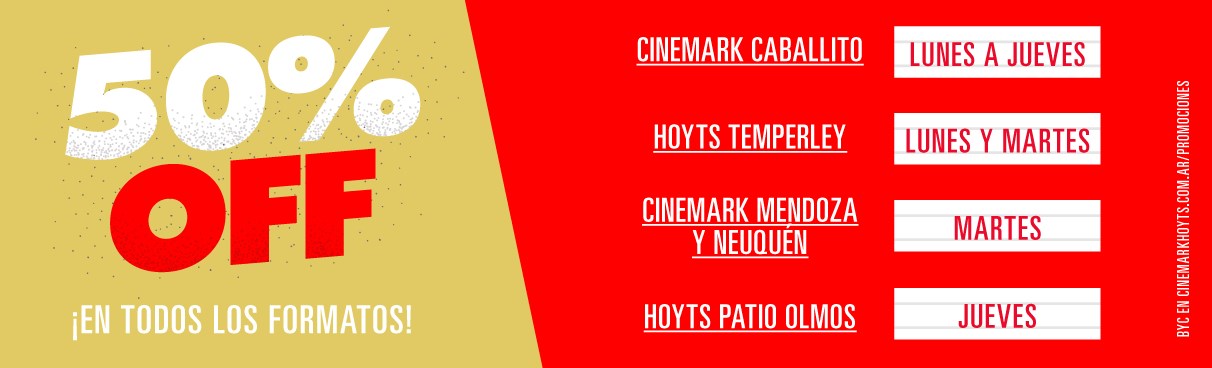 50%
OFF
¡EN TODOS LOS FORMATOS!
CINEMARK CABALLITO
LUNES A JUEVES
HOYTS TEMPERLEY
LUNES Y MARTES
CINEMARK MENDOZA
Y NEUQUÉN
MARTES
HOYTS PATIO OLMOS
JUEVES
BYC EN CINEMARKHOYTS.COM.AR/PROMOCIONES